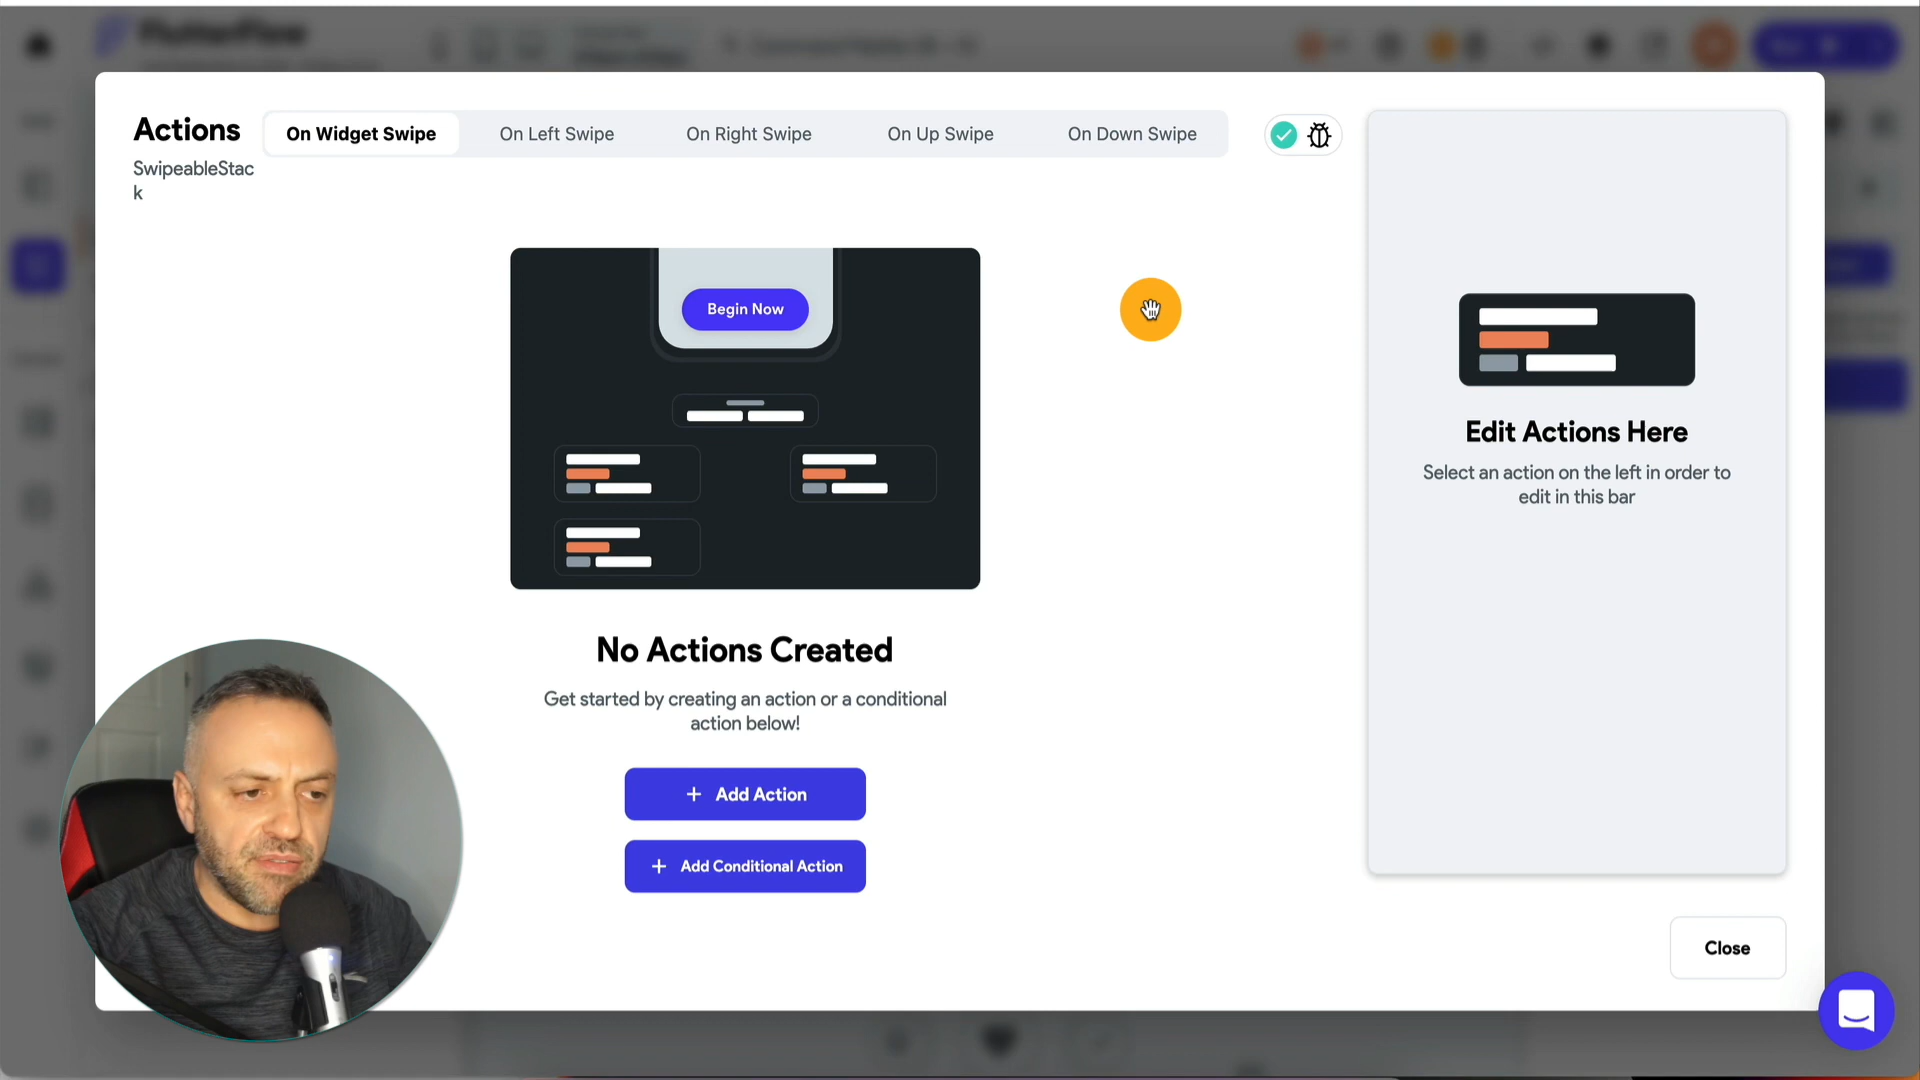 FlutterFlow
Actions
On Widget Swipe
On Left Swipe
On Right Swipe
On Up Swipe
On Down Swipe
SwipeableStac
k
Begin Now
No Actions Created
Get started by creating an action or a conditional
action below!
+ Add Action
+ Add Conditional Action
Edit Actions Here
Select an action on the left in order to
edit in this bar
Close